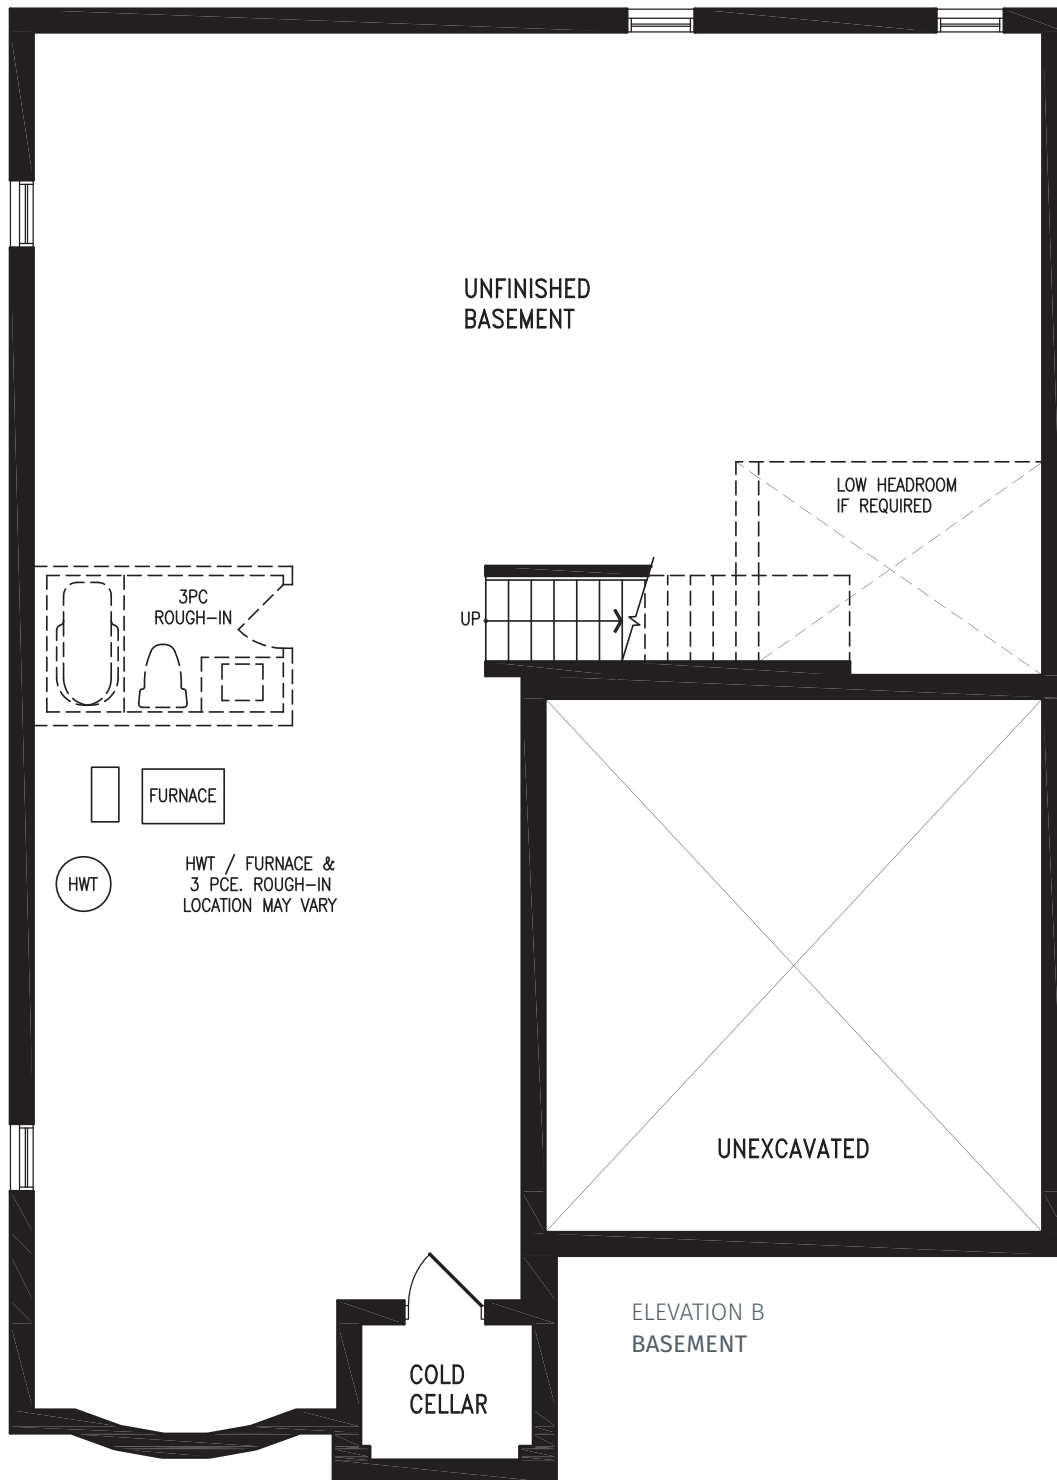 UNFINISHED
BASEMENT
LOW HEADROOM
IF REQUIRED
3PC
ROUGH-IN
UP
FURNACE
HWT
HWT / FURNACE &
3 PCE. ROUGH-IN
LOCATION MAY VARY
UNEXCAVATED
ELEVATION B
BASEMENT
COLD
CELLAR